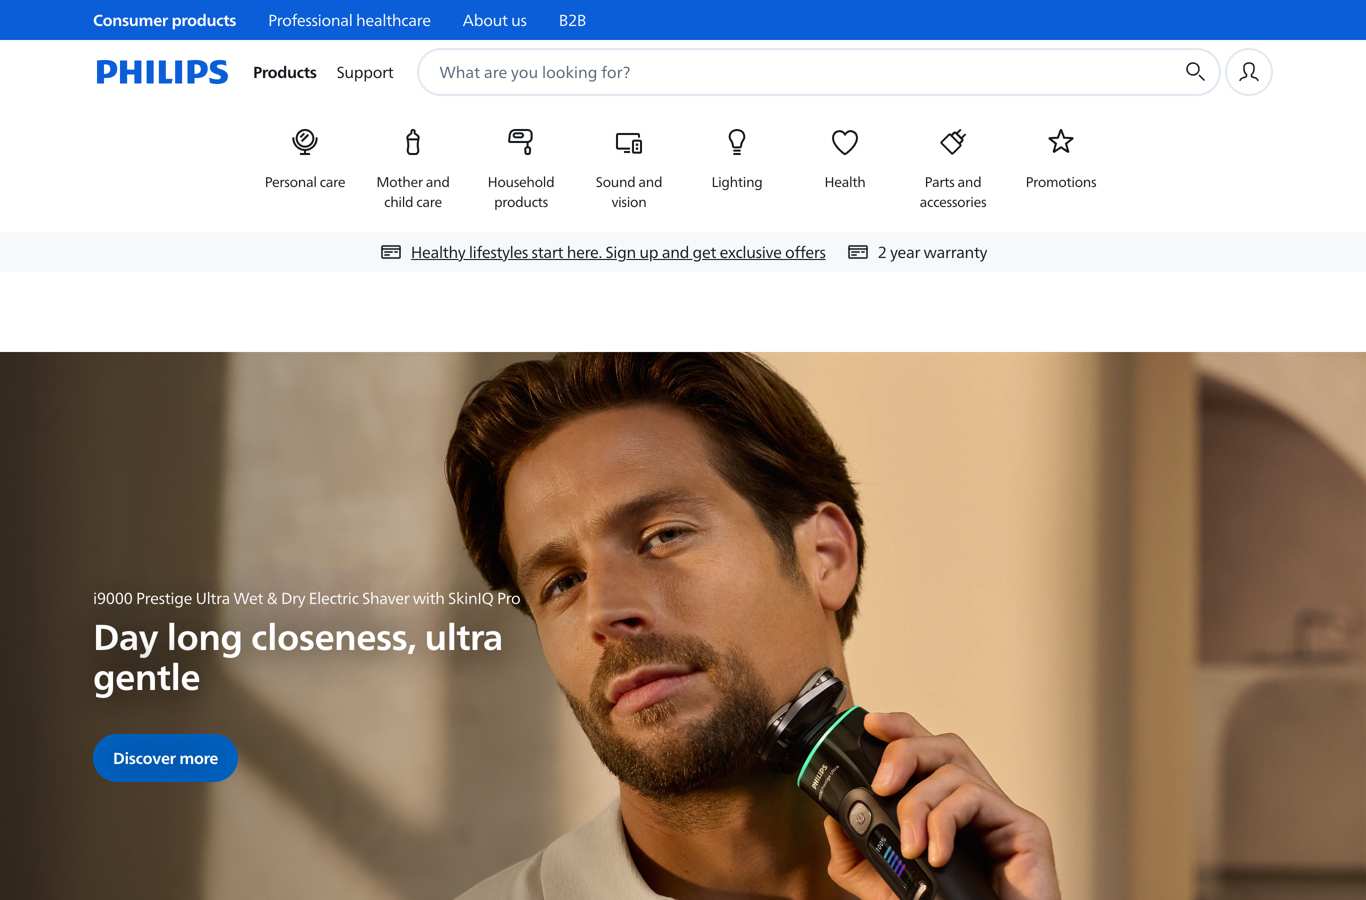 Consumer products Professional healthcare About us B2B
PHILIPS Products Support What are you looking for?
Personal care
Mother and child care
Household products
Sound and vision
Lighting
Health
Parts and accessories
Promotions
Healthy lifestyles start here. Sign up and get exclusive offers 2 year warranty
i9000 Prestige Ultra Wet & Dry Electric Shaver with SkinIQ Pro
Day long closeness, ultra
gentle
Discover more
PHILIPS
100%